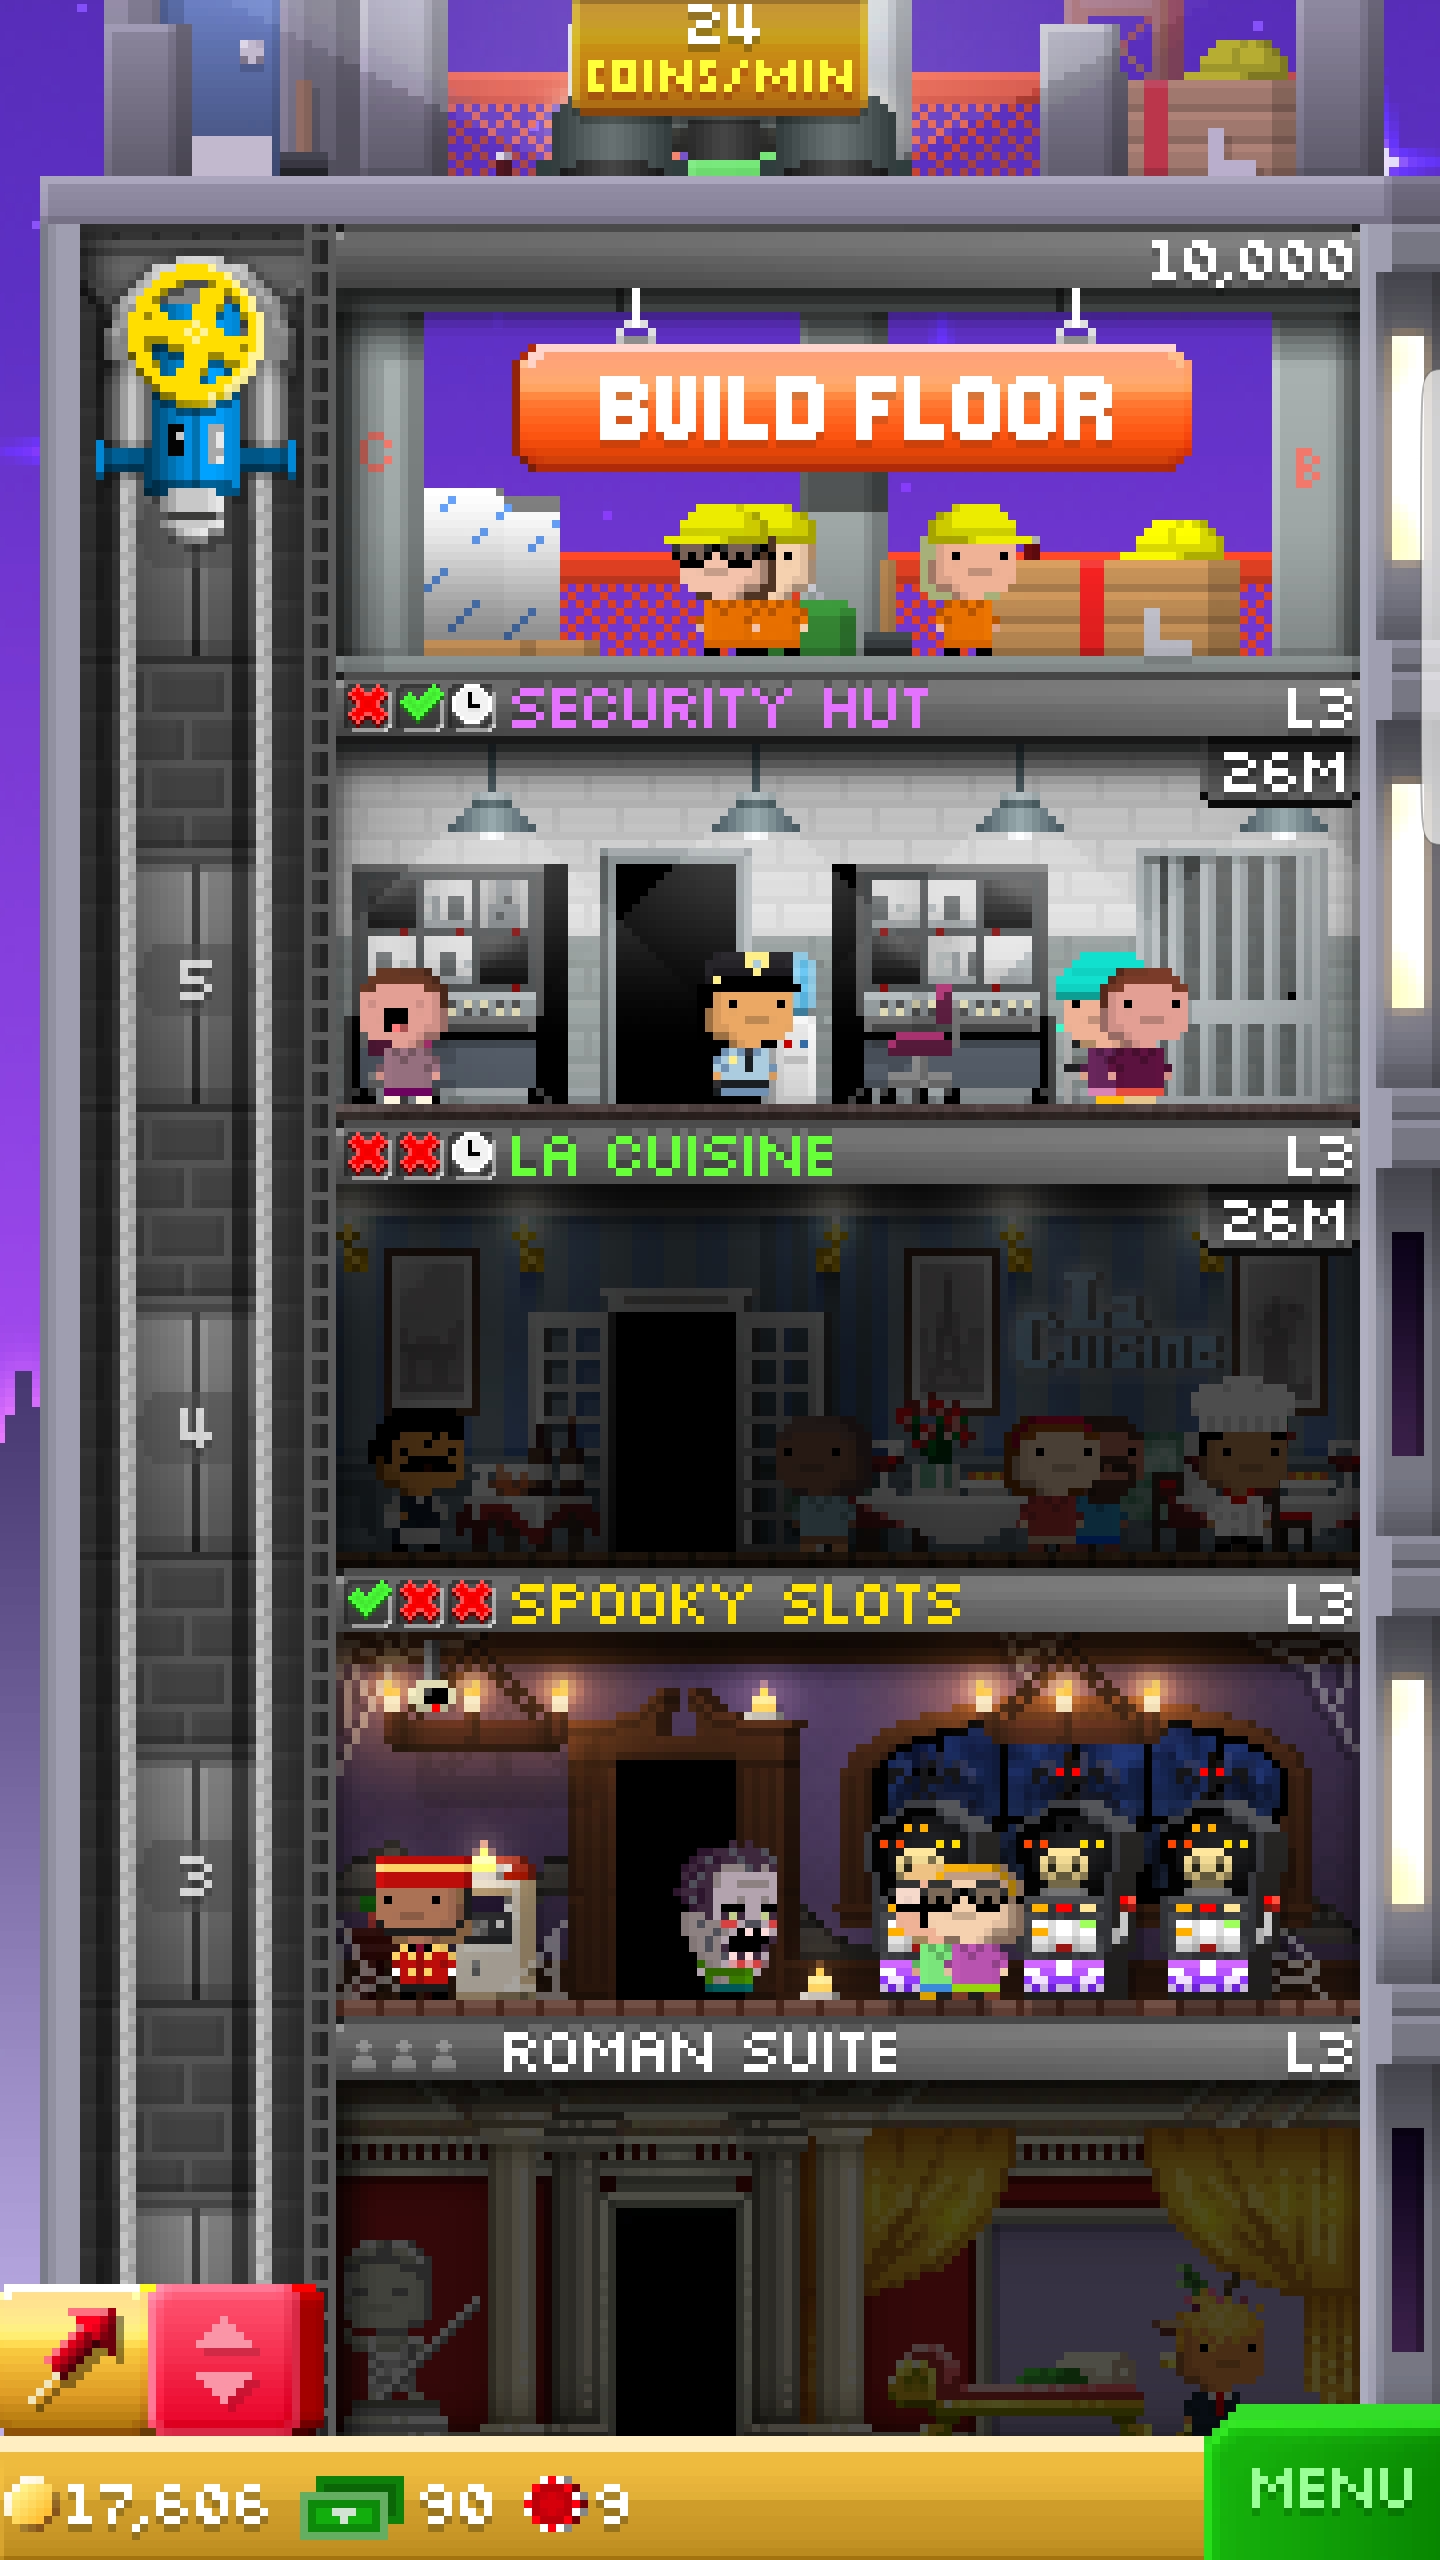 24
COINS/MIN
10,000
BUILD FLOOR
C
B
SECURITY HUT L3
26M
5
LA CUISINE L3
26M
La
Cuisine
4
SPOOKY SLOTS L3
3
ROMAN SUITE L3
17,606 90 9
MENU